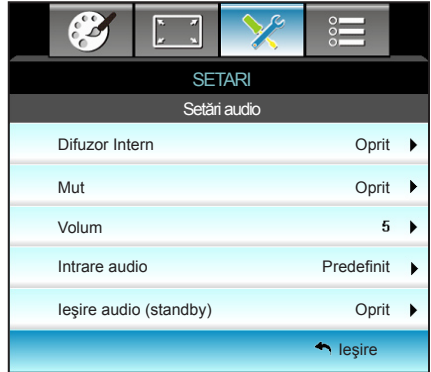 SETARI
Setări audio
Difuzor Intern Oprit
Mut Oprit
Volum 5
Intrare audio Predefinit
Ieşire audio (standby) Oprit
Ieşire